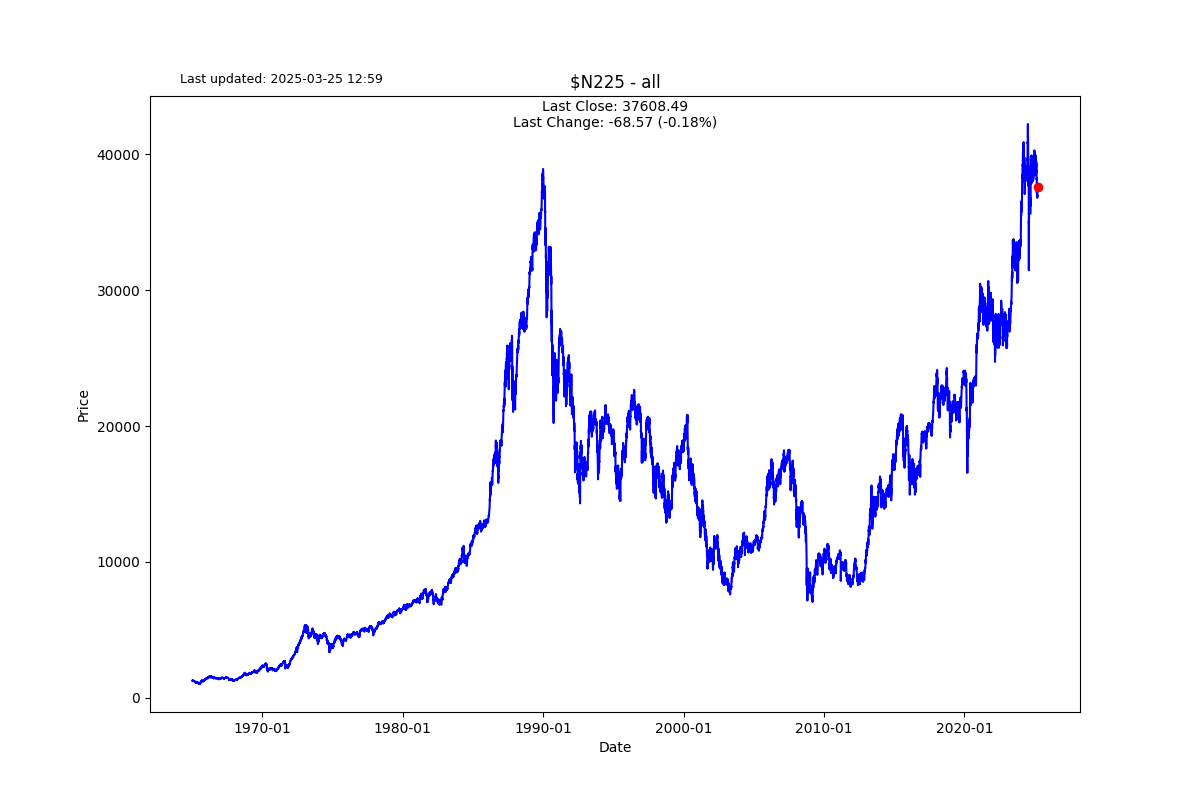 Last updated: 2025-03-25 12:59
$N225 - all
Last Close: 37608.49
Last Change: -68.57 (-0.18%)
Price
40000
30000
20000
10000
0
1970-01
1980-01
1990-01
2000-01
2010-01
2020-01
Date